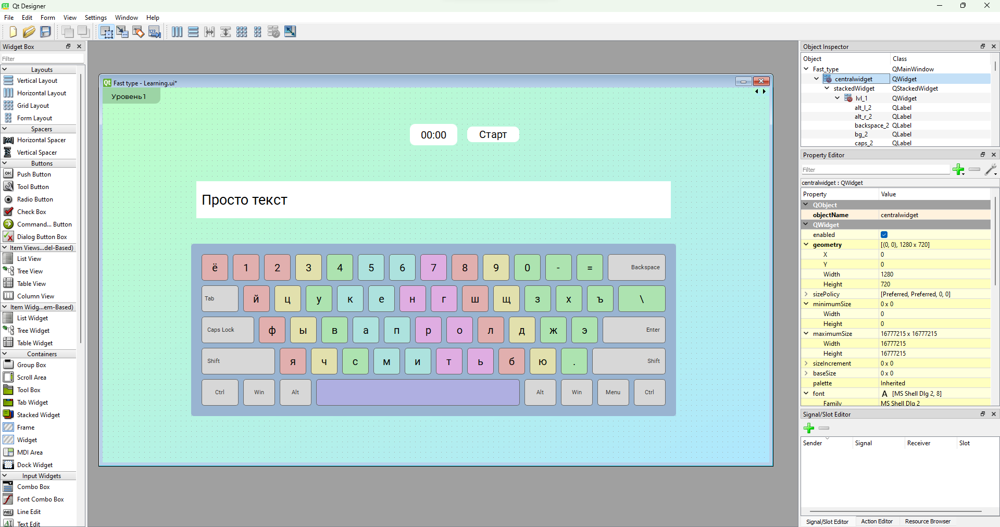 Qt Designer
File Edit Form View Settings Window Help
Widget Box
Filter
Layouts
Vertical Layout
Horizontal Layout
Grid Layout
Form Layout
Spacers
Horizontal Spacer
Vertical Spacer
Buttons
Push Button
Tool Button
Radio Button
Check Box
Command... Button
Dialog Button Box
Item Views...del-Based)
List View
Tree View
Table View
Column View
Item Widg...em-Based)
List Widget
Tree Widget
Table Widget
Containers
Group Box
Scroll Area
Tool Box
Tab Widget
Stacked Widget
Frame
Widget
MDI Area
Dock Widget
Input Widgets
Combo Box
Font Combo Box
Line Edit
Text Edit
Fast type - Learning.ui*
Уровень1
00:00 Старт
Просто текст
ё 1 2 3 4 5 6 7 8 9 0 - = Backspace
Tab й ц у к е н г ш щ з х ъ \
Caps Lock ф ы в а п р о л д ж э Enter
Shift я ч с м и т ь б ю . Shift
Ctrl Win Alt Alt Win Menu Ctrl
Object Inspector
Object Class
Fast_type QMainWindow
centralwidget QWidget
stackedWidget QStackedWidget
lvl_1 QWidget
alt_l_2 QLabel
alt_r_2 QLabel
backspace_2 QLabel
bg_2 QLabel
caps_2 QLabel
Property Editor
Filter
centralwidget : QWidget
Property Value
QObject
objectName centralwidget
QWidget
enabled
geometry [(0, 0), 1280 x 720]
X 0
Y 0
Width 1280
Height 720
sizePolicy [Preferred, Preferred, 0, 0]
minimumSize 0 x 0
Width 0
Height 0
maximumSize 16777215 x 16777215
Width 16777215
Height 16777215
sizeIncrement 0 x 0
baseSize 0 x 0
palette Inherited
font A [MS Shell Dlg 2, 8]
Family MS Shell Dlg 2
Signal/Slot Editor
Sender Signal Receiver Slot
Signal/Slot Editor Action Editor Resource Browser